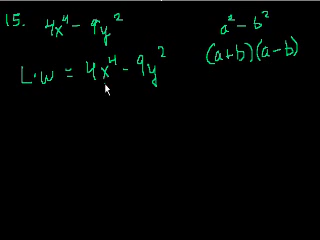 15. 4x⁴ - 9y²
a² - b²
(a+b)(a-b)
L·W = 4x⁴ - 9y²